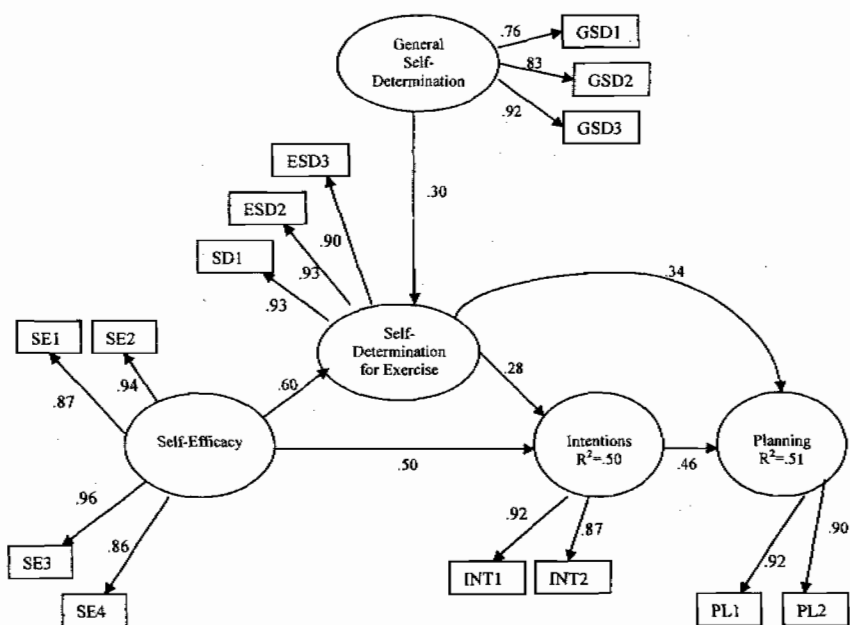 .76
GSD1
General
Self-
Determination
.83
GSD2
.92
GSD3
ESD3
.30
ESD2
.90
SD1
.93
.93
.34
SE1
SE2
Self-
Determination
for Exercise
.94
.28
.87
.60
Self-Efficacy
Intentions
R²=.50
Planning
R²=.51
.50
.46
.96
.92
.87
.90
.86
.92
SE3
INT1
INT2
SE4
PL1
PL2